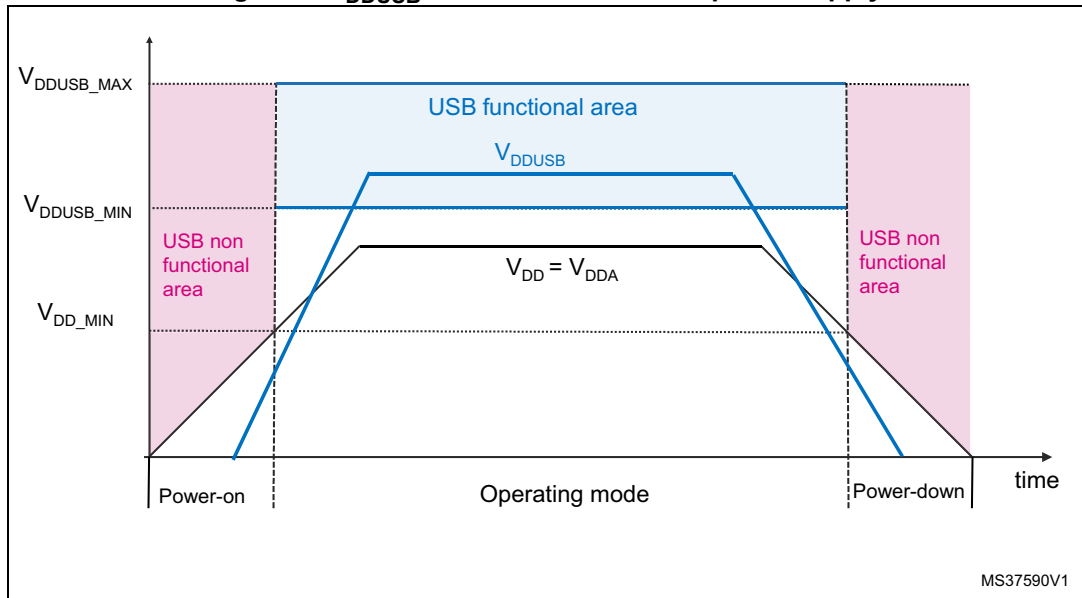 DDUSB
V_DDUSB_MAX
USB functional area
V_DDUSB
V_DDUSB_MIN
USB non
functional
area
USB non
functional
area
V_DD = V_DDA
V_DD_MIN
time
Power-on
Operating mode
Power-down
MS37590V1